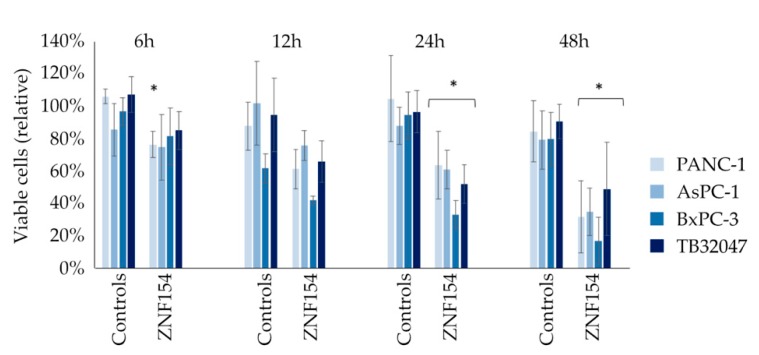 Viable cells (relative)
140%
120%
100%
80%
60%
40%
20%
0%
6h
12h
24h
48h
*
*
*
Controls
ZNF154
Controls
ZNF154
Controls
ZNF154
Controls
ZNF154
PANC-1
AsPC-1
BxPC-3
TB32047